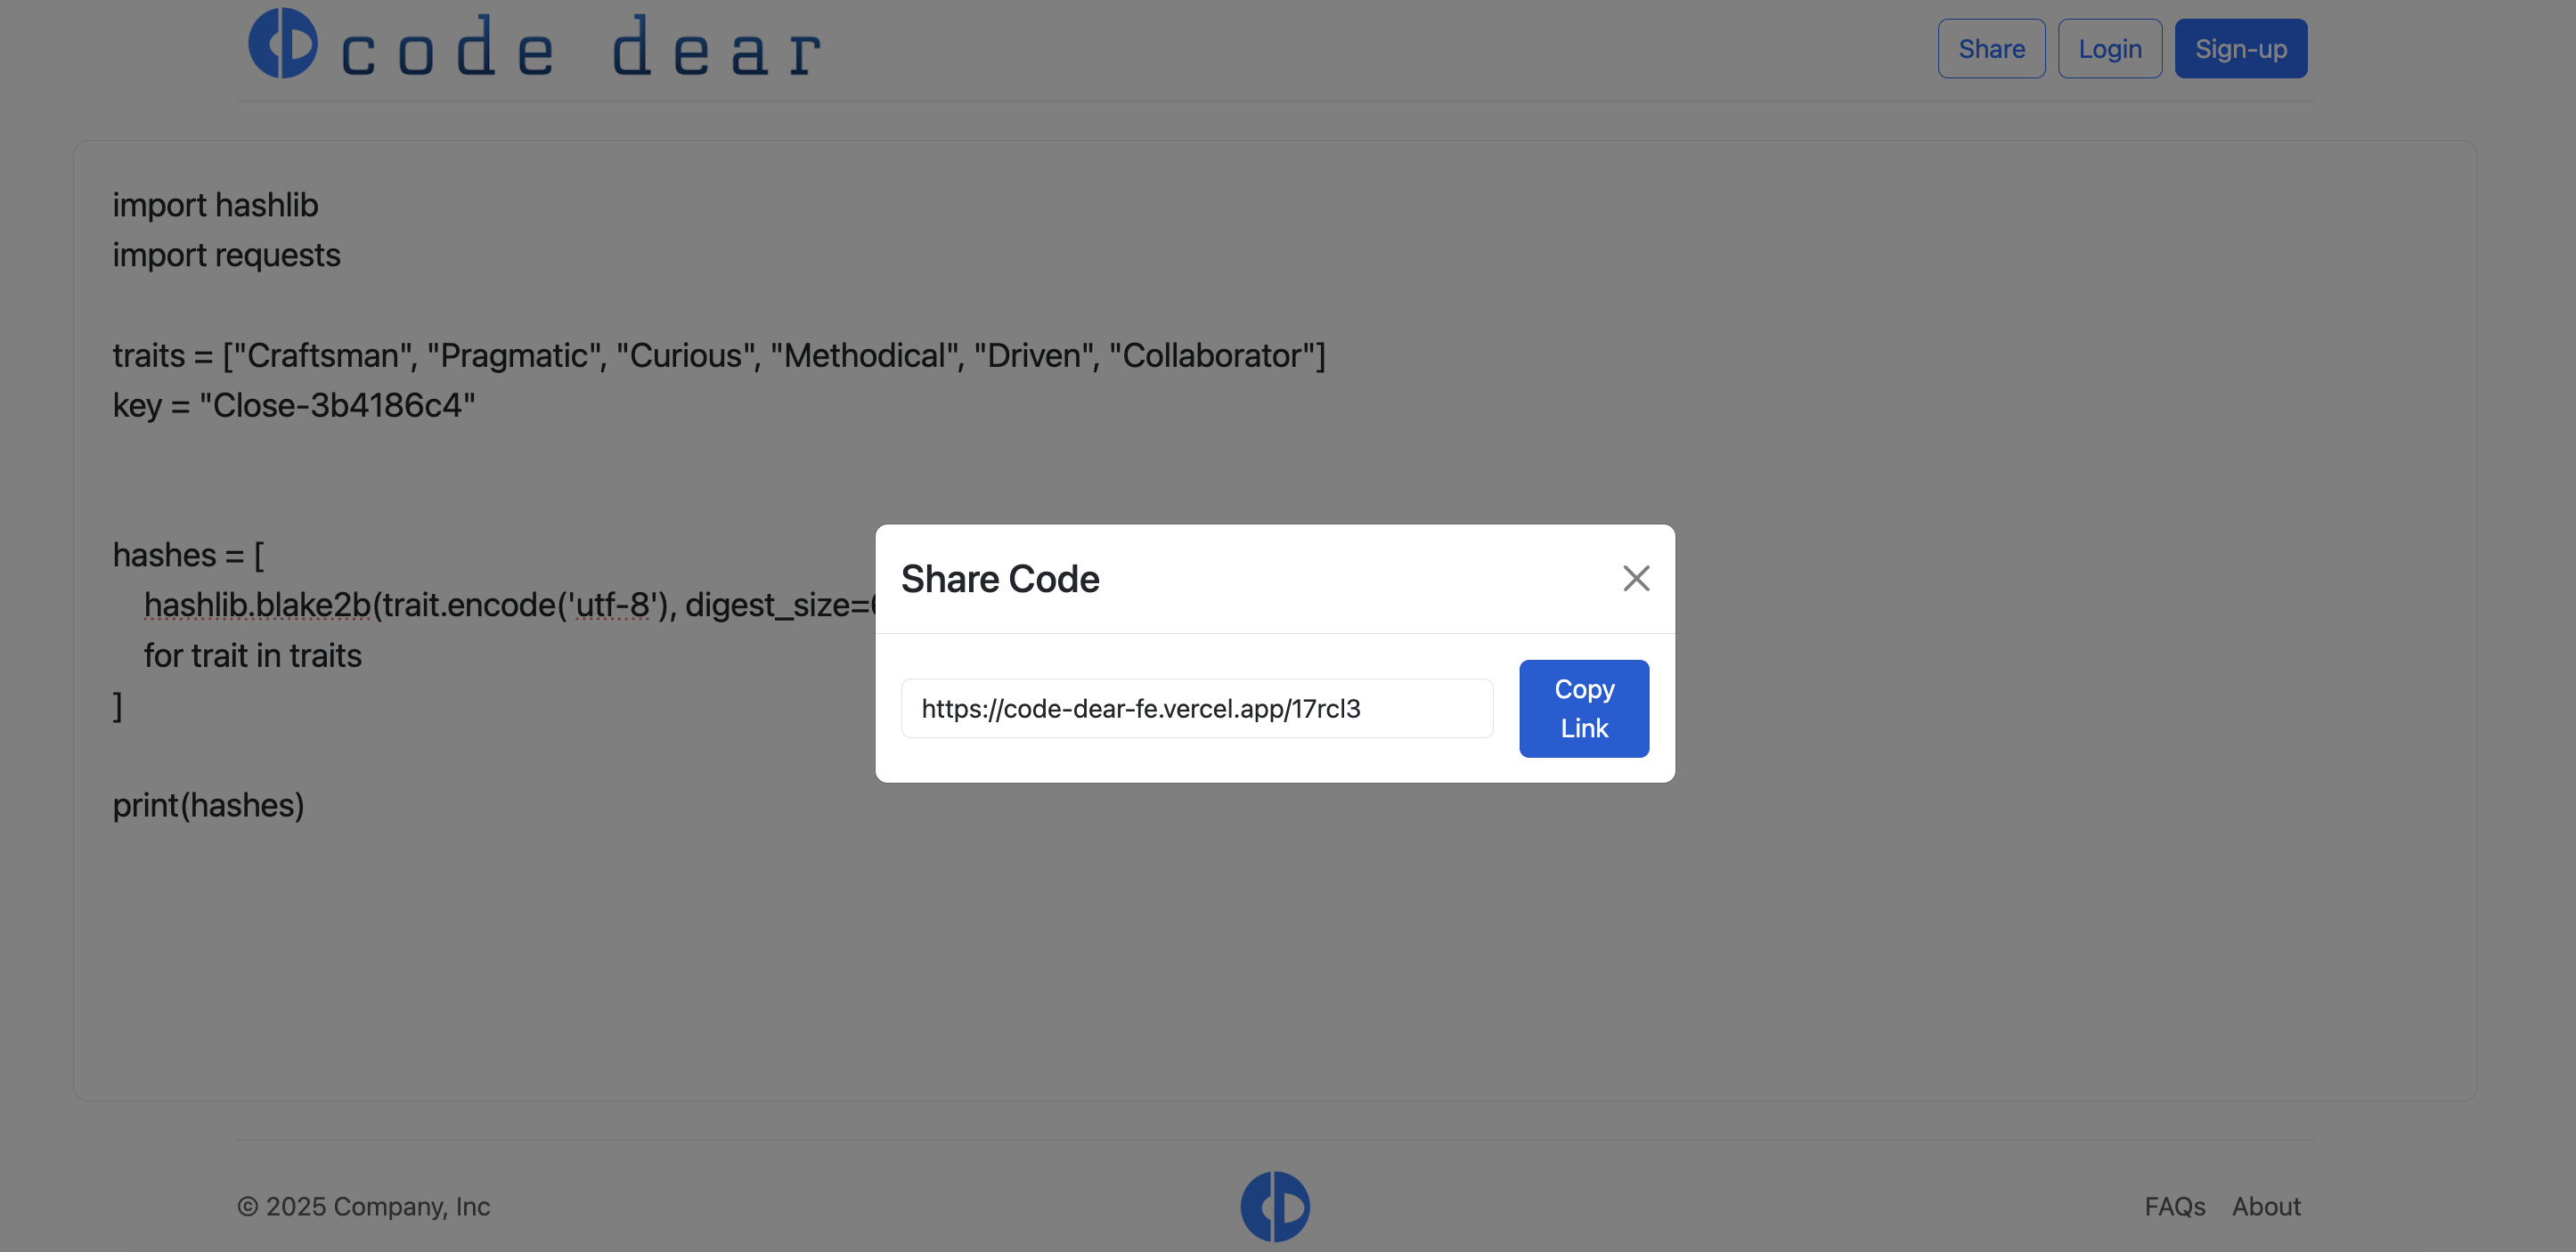 code dear
Share Login Sign-up
import hashlib
import requests
traits = ["Craftsman", "Pragmatic", "Curious", "Methodical", "Driven", "Collaborator"]
key = "Close-3b4186c4"
hashes = [
hashlib.blake2b(trait.encode('utf-8'), digest_size=
for trait in traits
]
print(hashes)
Share Code
https://code-dear-fe.vercel.app/17rcl3
Copy
Link
© 2025 Company, Inc
FAQs About